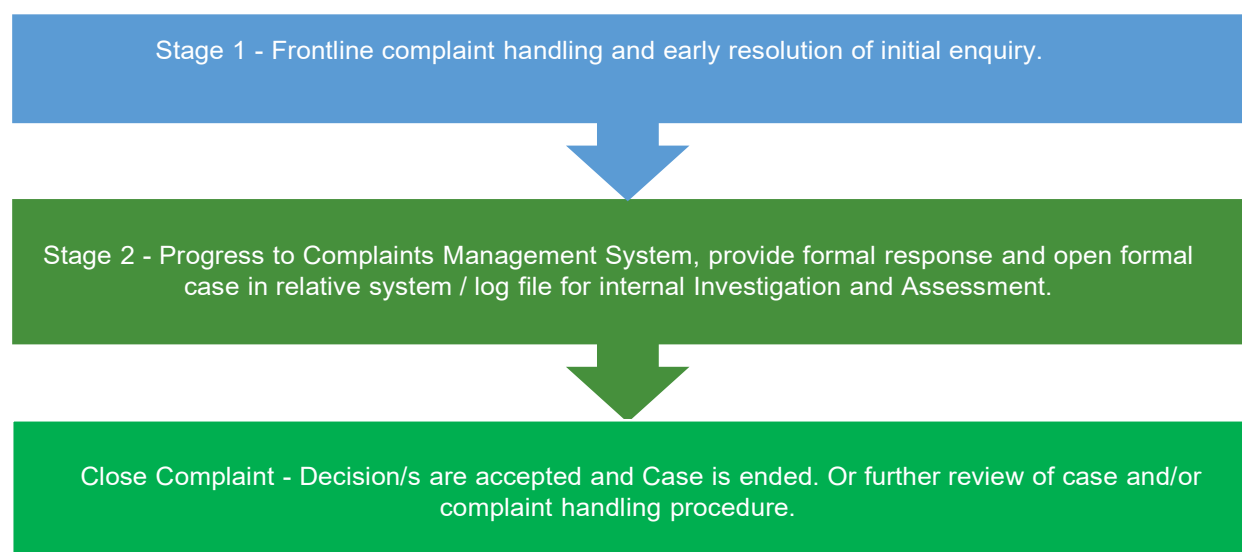 Stage 1 - Frontline complaint handling and early resolution of initial enquiry.
Stage 2 - Progress to Complaints Management System, provide formal response and open formal
case in relative system / log file for internal Investigation and Assessment.
Close Complaint - Decision/s are accepted and Case is ended. Or further review of case and/or
complaint handling procedure.